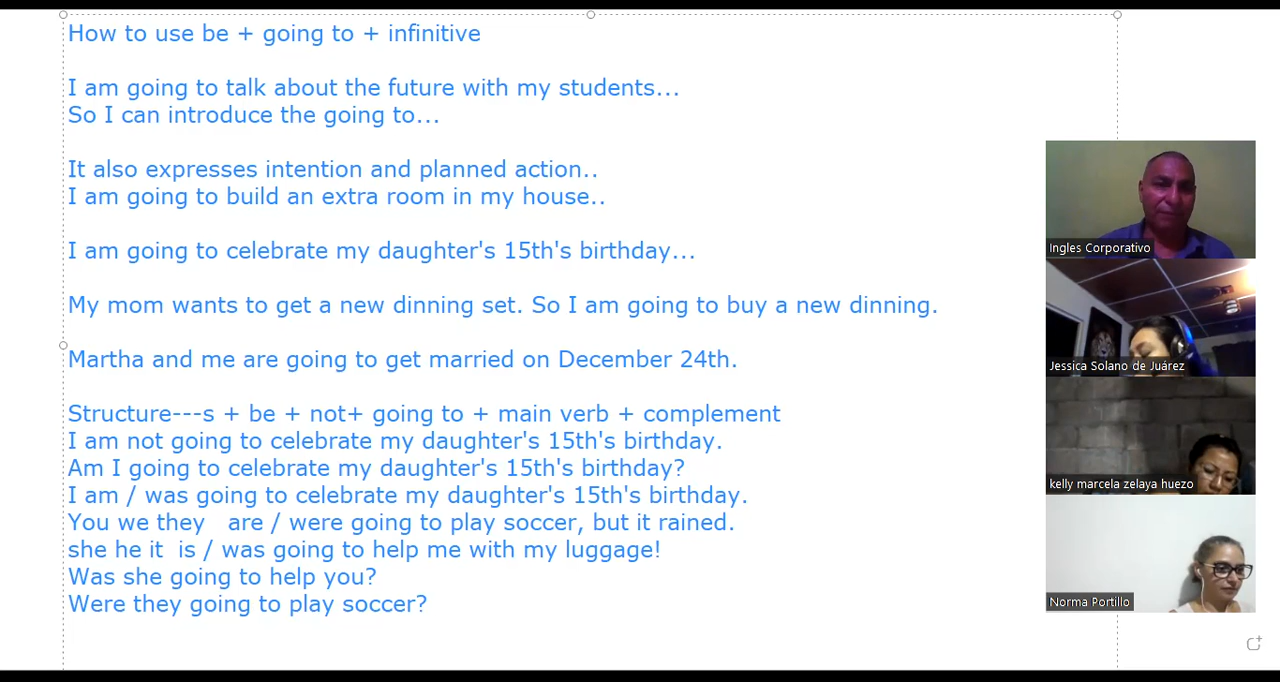 How to use be + going to + infinitive
I am going to talk about the future with my students...
So I can introduce the going to...
It also expresses intention and planned action..
I am going to build an extra room in my house..
I am going to celebrate my daughter's 15th's birthday...
My mom wants to get a new dinning set. So I am going to buy a new dinning.
Martha and me are going to get married on December 24th.
Structure---s + be + not+ going to + main verb + complement
I am not going to celebrate my daughter's 15th's birthday.
Am I going to celebrate my daughter's 15th's birthday?
I am / was going to celebrate my daughter's 15th's birthday.
You we they   are / were going to play soccer, but it rained.
she he it  is / was going to help me with my luggage!
Was she going to help you?
Were they going to play soccer?
Ingles Corporativo
Jessica Solano de Juárez
kelly marcela zelaya huezo
Norma Portillo